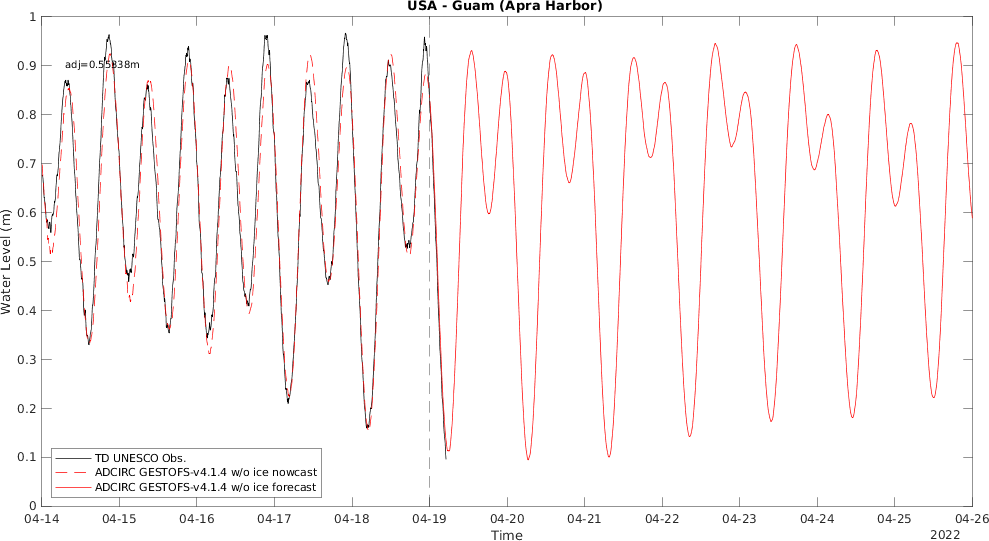 USA - Guam (Apra Harbor)
1
0.9
0.8
0.7
0.6
0.5
0.4
0.3
0.2
0.1
0
Water Level (m)
adj=0.55838m
TD UNESCO Obs.
ADCIRC GESTOFS-v4.1.4 w/o ice nowcast
ADCIRC GESTOFS-v4.1.4 w/o ice forecast
04-14 04-15 04-16 04-17 04-18 04-19 04-20 04-21 04-22 04-23 04-24 04-25 04-26
Time
2022